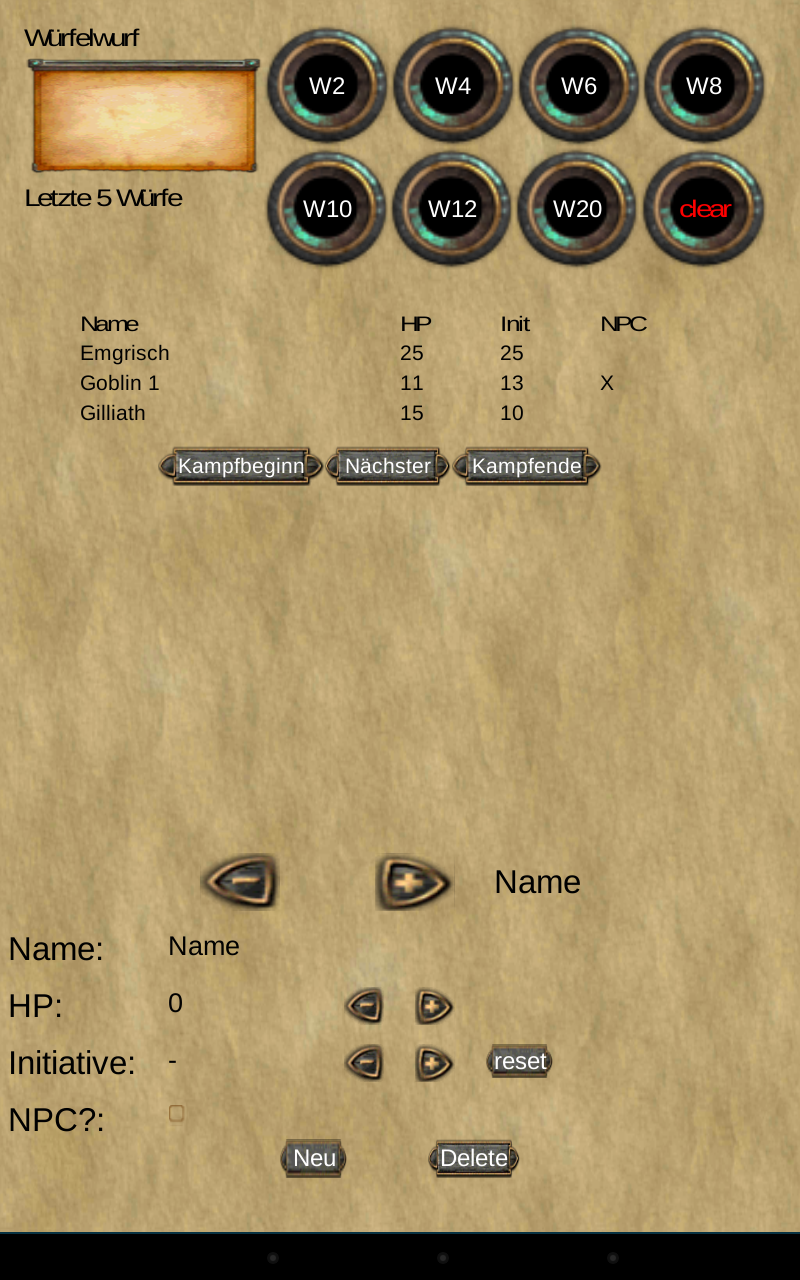 Würfelwurf
W2 W4 W6 W8
Letzte 5 Würfe
W10 W12 W20 clear
Name HP Init NPC
Emgrisch 25 25
Goblin 1 11 13 X
Gilliath 15 10
Kampfbeginn Nächster Kampfende
Name
Name: Name
HP: 0
Initiative: - reset
NPC?:
Neu Delete